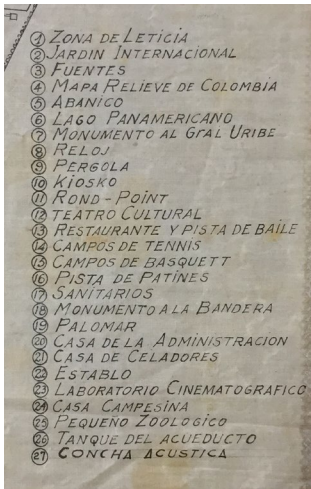 1 ZONA DE LETICIA
2 JARDIN INTERNACIONAL
3 FUENTES
4 MAPA RELIEVE DE COLOMBIA
5 ABANICO
6 LAGO PANAMERICANO
7 MONUMENTO AL GRAL URIBE
8 RELOJ
9 PERGOLA
10 KIOSKO
11 ROND-POINT
12 TEATRO CULTURAL
13 RESTAURANTE Y PISTA DE BAILE
14 CAMPOS DE TENNIS
15 CAMPOS DE BASQUETT
16 PISTA DE PATINES
17 SANITARIOS
18 MONUMENTO A LA BANDERA
19 PALOMAR
20 CASA DE LA ADMINISTRACION
21 CASA DE CELADORES
22 ESTABLO
23 LABORATORIO CINEMATOGRAFICO
24 CASA CAMPESINA
25 PEQUEÑO ZOOLOGICO
26 TANQUE DEL ACUEDUCTO
27 CONCHA ACUSTICA